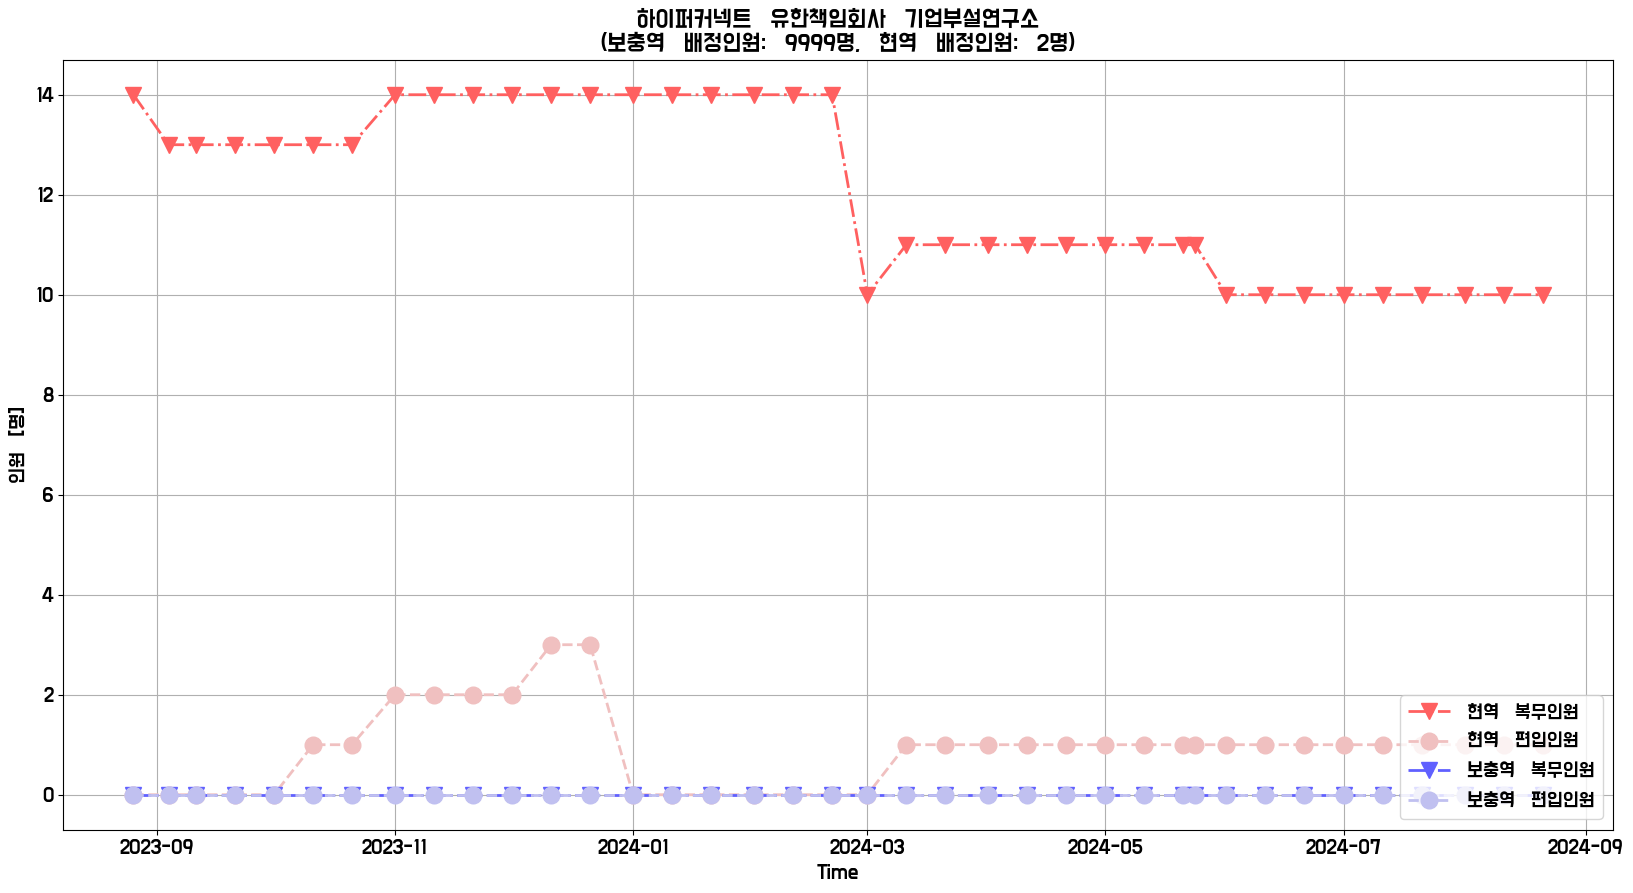 하이퍼커넥트 유한책임회사 기업부설연구소
(보충역 배정인원: 9999명, 현역 배정인원: 2명)
14
12
10
8
6
4
2
0
인원 [명]
현역 복무인원
현역 편입인원
보충역 복무인원
보충역 편입인원
2023-09
2023-11
2024-01
2024-03
2024-05
2024-07
2024-09
Time